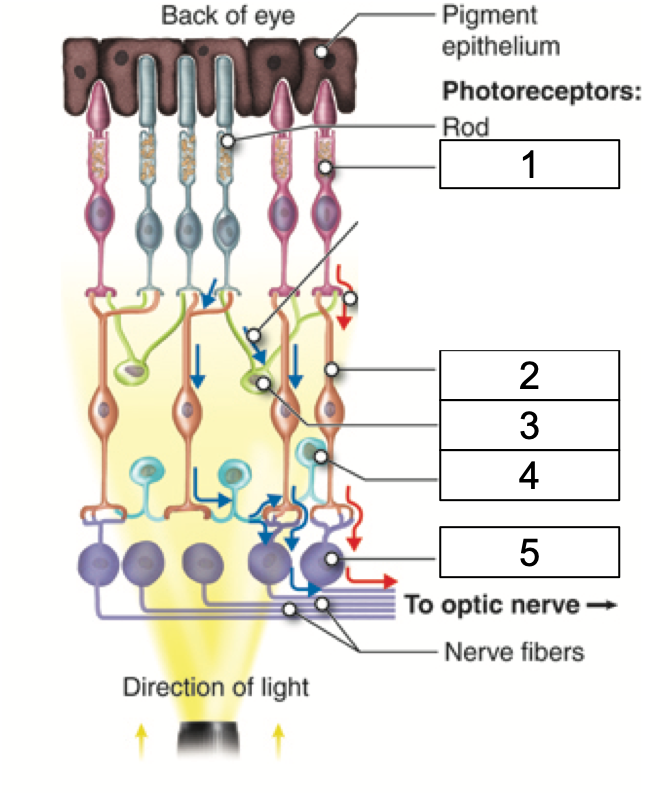 Back of eye
Pigment
epithelium
Photoreceptors:
Rod
1
2
3
4
5
To optic nerve
Nerve fibers
Direction of light